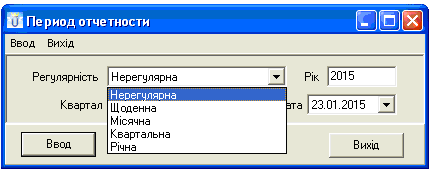 Период отчетности
Ввод Вихід
Регулярність Нерегулярна Рік 2015
Нерегулярна
Квартал ата 23.01.2015
Щоденна
Місячна
Квартальна
Річна
Ввод Вихід